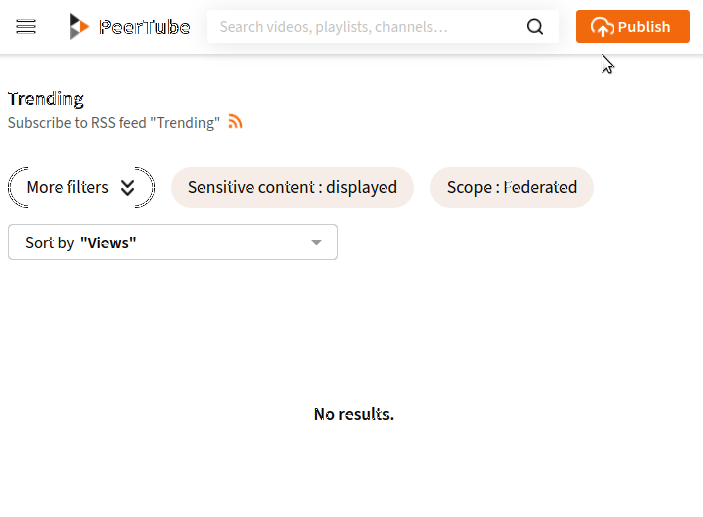 PeerTube
Search videos, playlists, channels…
Publish
Trending
Subscribe to RSS feed "Trending"
More filters
Sensitive content : displayed
Scope : Federated
Sort by "Views"
No results.